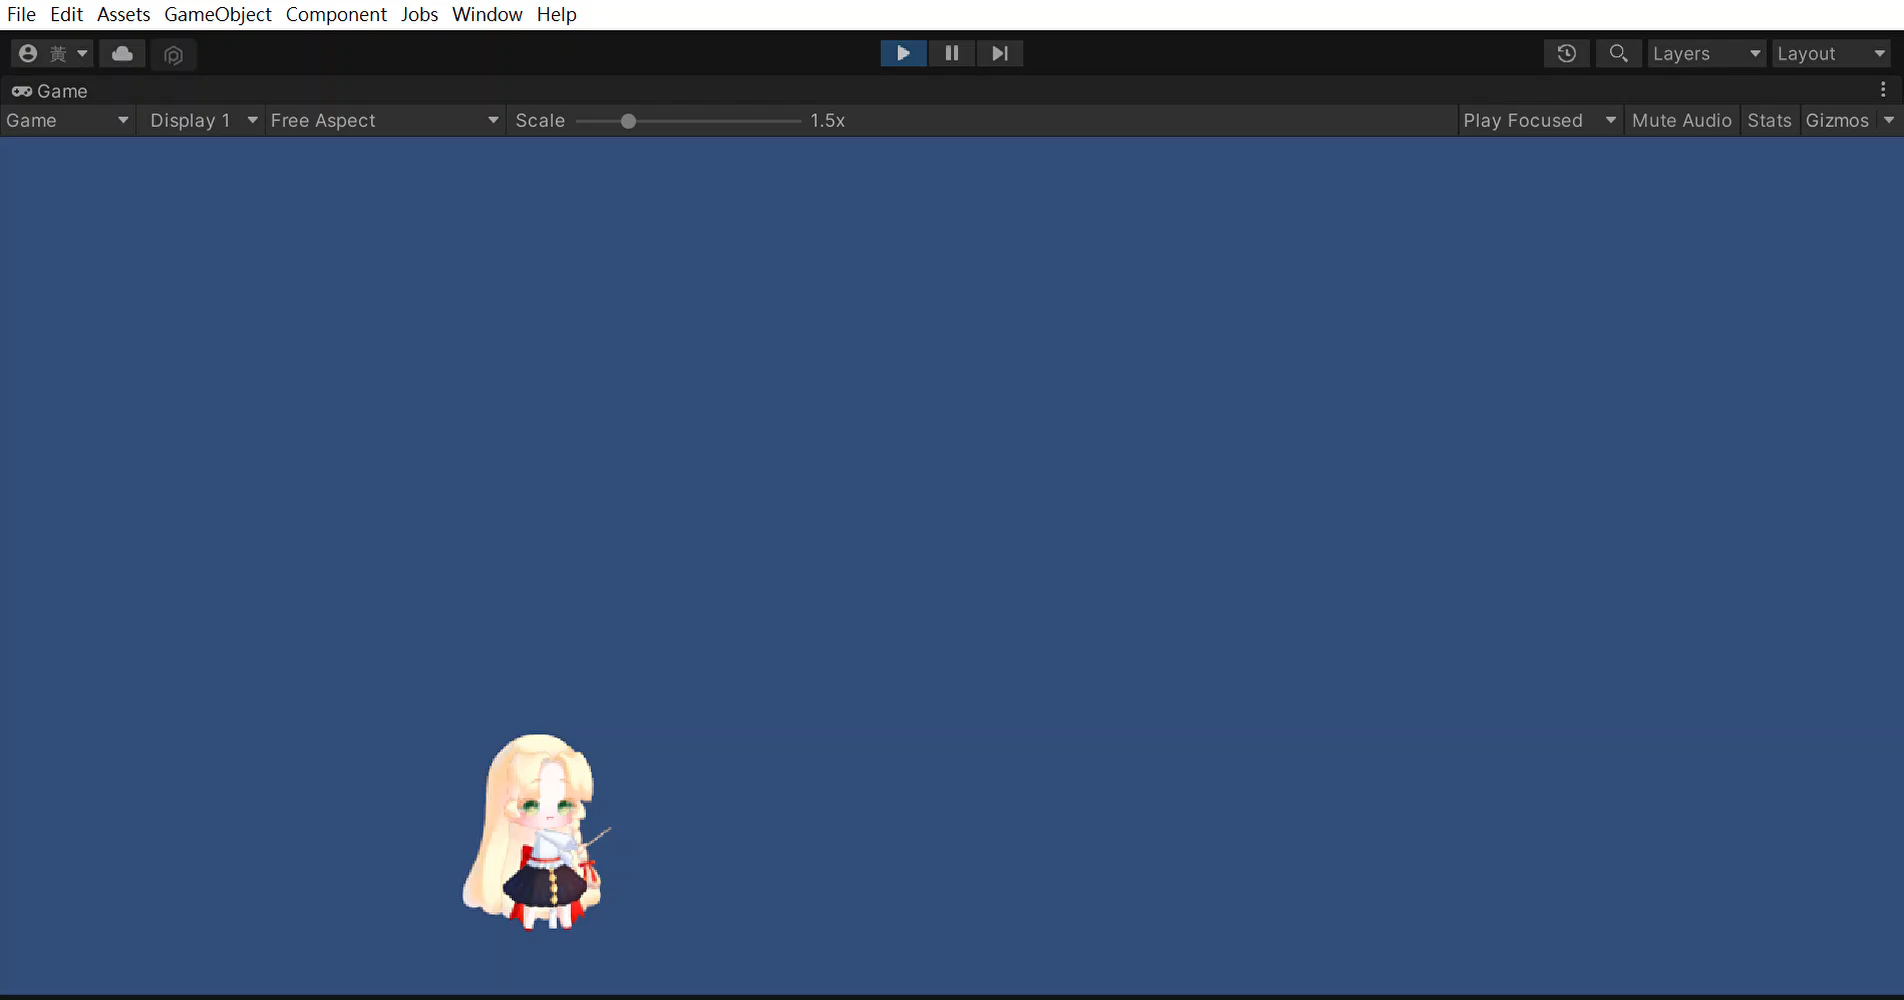 File Edit Assets GameObject Component Jobs Window Help
黃 Layers Layout
Game
Game Display 1 Free Aspect Scale 1.5x Play Focused Mute Audio Stats Gizmos